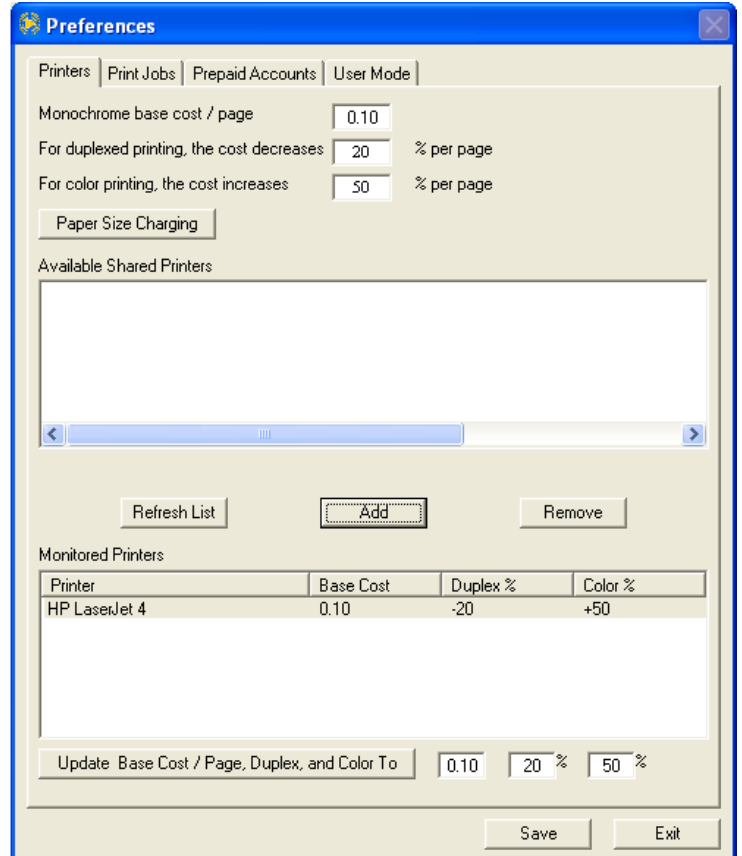 Preferences
Printers Print Jobs Prepaid Accounts User Mode
Monochrome base cost / page 0.10
For duplexed printing, the cost decreases 20 % per page
For color printing, the cost increases 50 % per page
Paper Size Charging
Available Shared Printers
Refresh List Add Remove
Monitored Printers
Printer Base Cost Duplex % Color %
HP LaserJet 4 0.10 -20 +50
Update Base Cost / Page, Duplex, and Color To 0.10 20 % 50 %
Save Exit